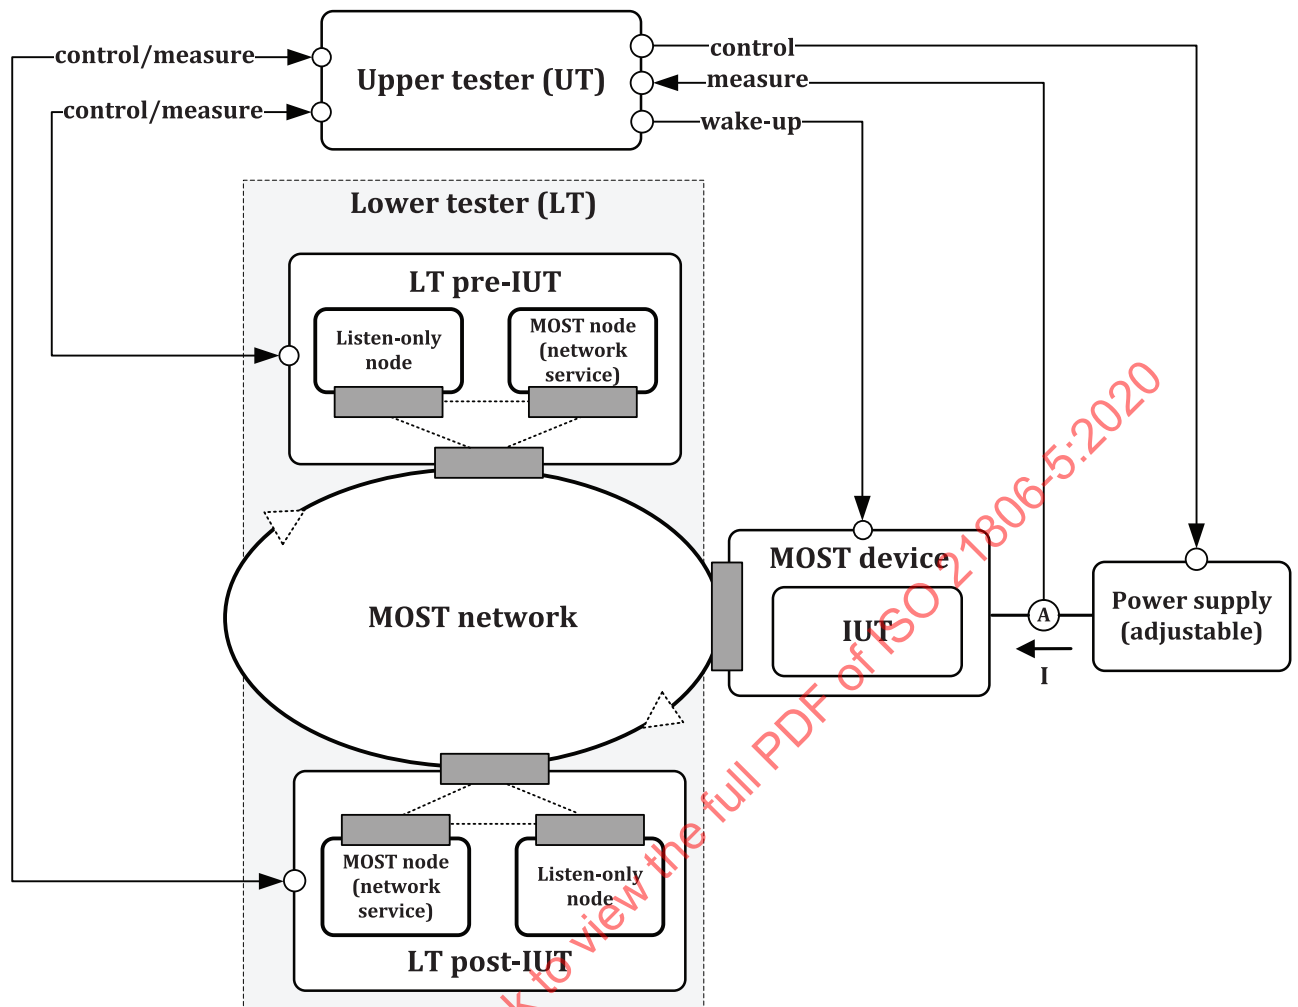 control/measure
control/measure
Upper tester (UT)
control
measure
wake-up
Lower tester (LT)
LT pre-IUT
Listen-only
node
MOST node
(network
service)
MOST network
MOST device
IUT
A
I
Power supply
(adjustable)
MOST node
(network
service)
Listen-only
node
LT post-IUT
k to view the full PDF of ISO 21806-5:2020